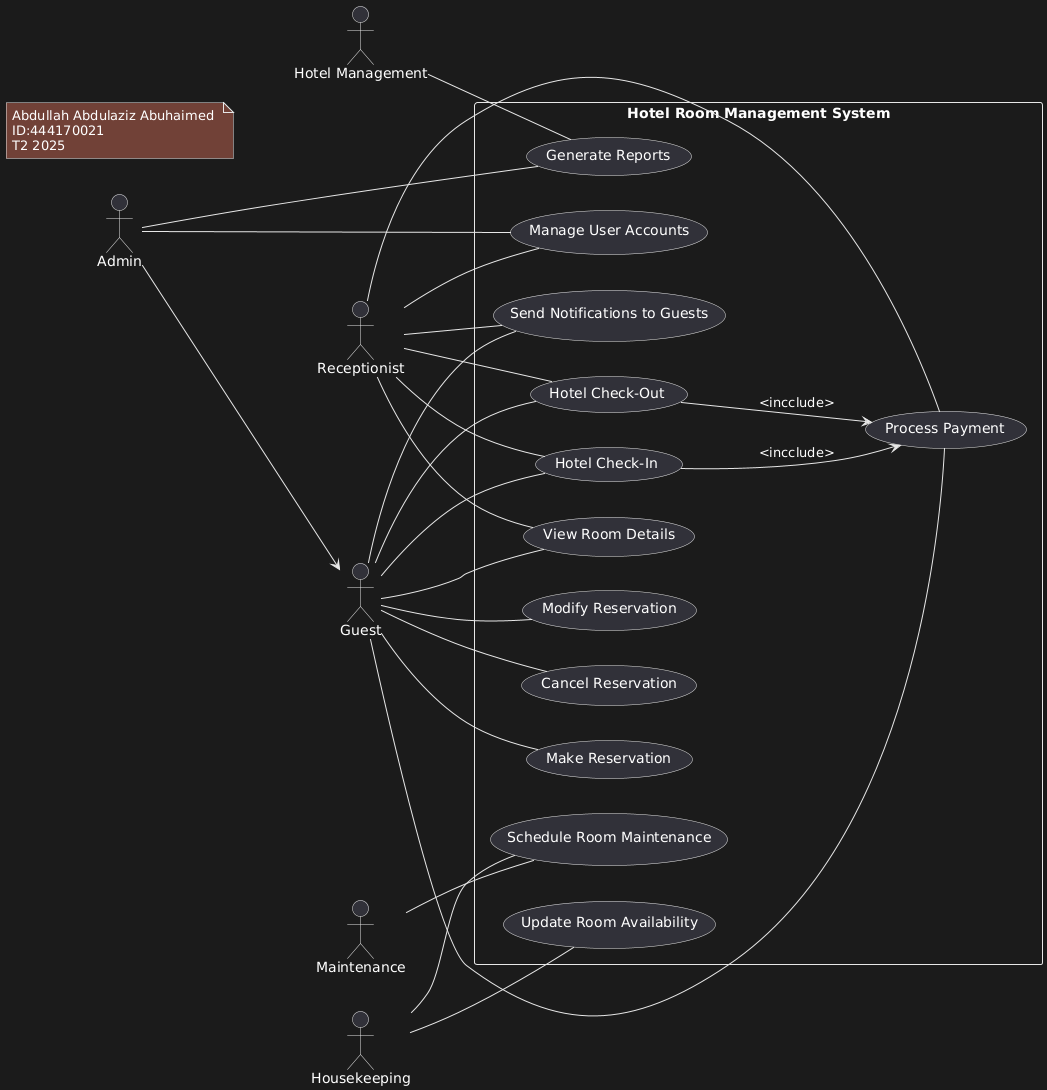 Hotel Management
Abdullah Abdulaziz Abuhaimed
ID:444170021
T2 2025
Hotel Room Management System
Generate Reports
Admin
Manage User Accounts
Send Notifications to Guests
Receptionist
Hotel Check-Out
<incclude>
Process Payment
Hotel Check-In
<incclude>
View Room Details
Modify Reservation
Guest
Cancel Reservation
Make Reservation
Schedule Room Maintenance
Update Room Availability
Maintenance
Housekeeping